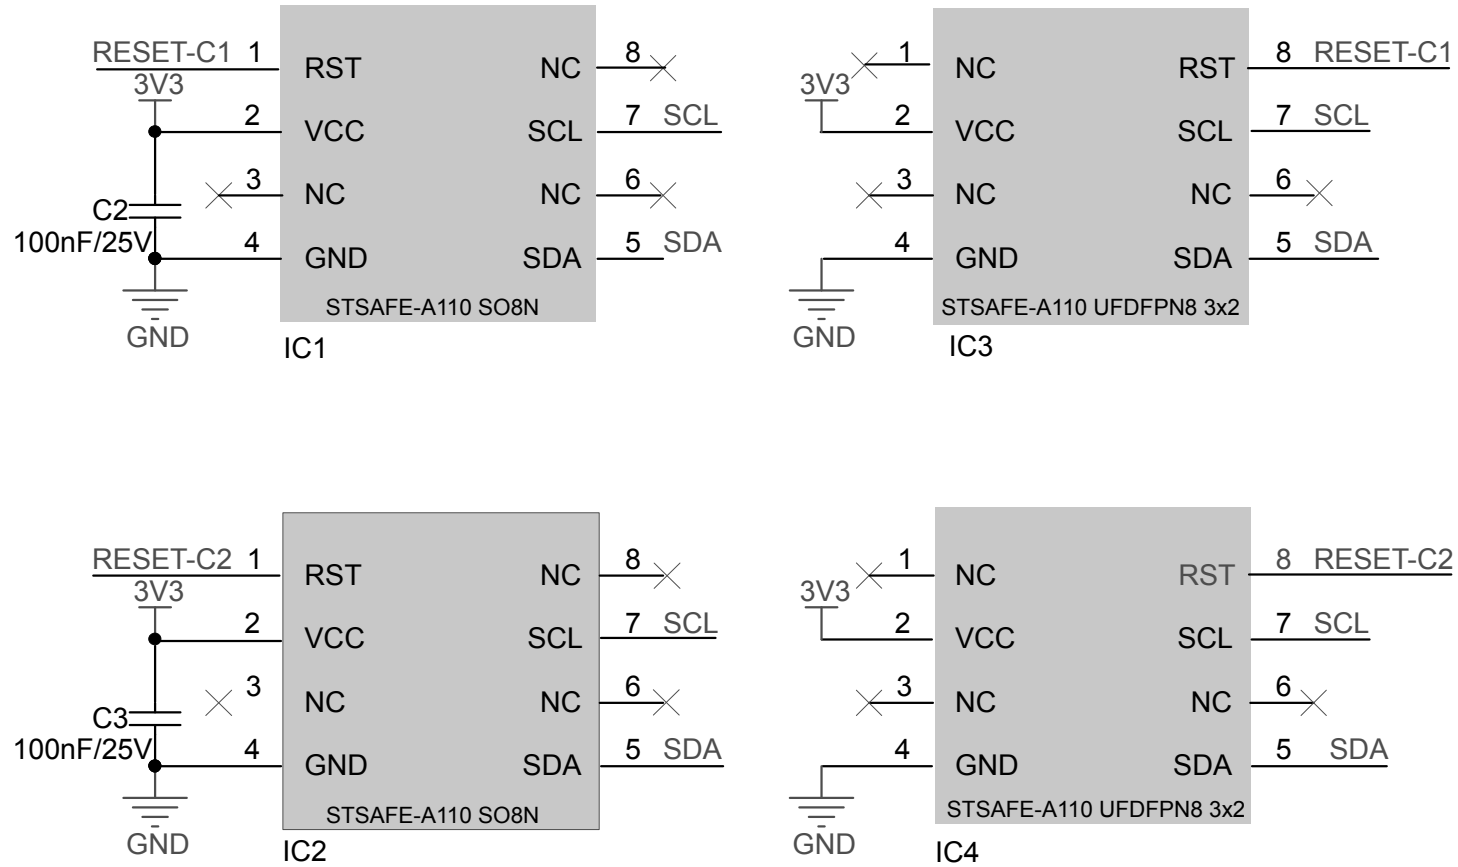 RESET-C1 1 RST NC 8
3V3
2 VCC SCL 7 SCL
3 NC NC 6
C2
100nF/25V
4 GND SDA 5 SDA
STSAFE-A110 SO8N
GND
IC1
1 NC RST 8 RESET-C1
3V3
2 VCC SCL 7 SCL
3 NC NC 6
4 GND SDA 5 SDA
STSAFE-A110 UFDFPN8 3x2
GND
IC3
RESET-C2 1 RST NC 8
3V3
2 VCC SCL 7 SCL
3 NC NC 6
C3
100nF/25V
4 GND SDA 5 SDA
STSAFE-A110 SO8N
GND
IC2
1 NC RST 8 RESET-C2
3V3
2 VCC SCL 7 SCL
3 NC NC 6
4 GND SDA 5 SDA
STSAFE-A110 UFDFPN8 3x2
GND
IC4